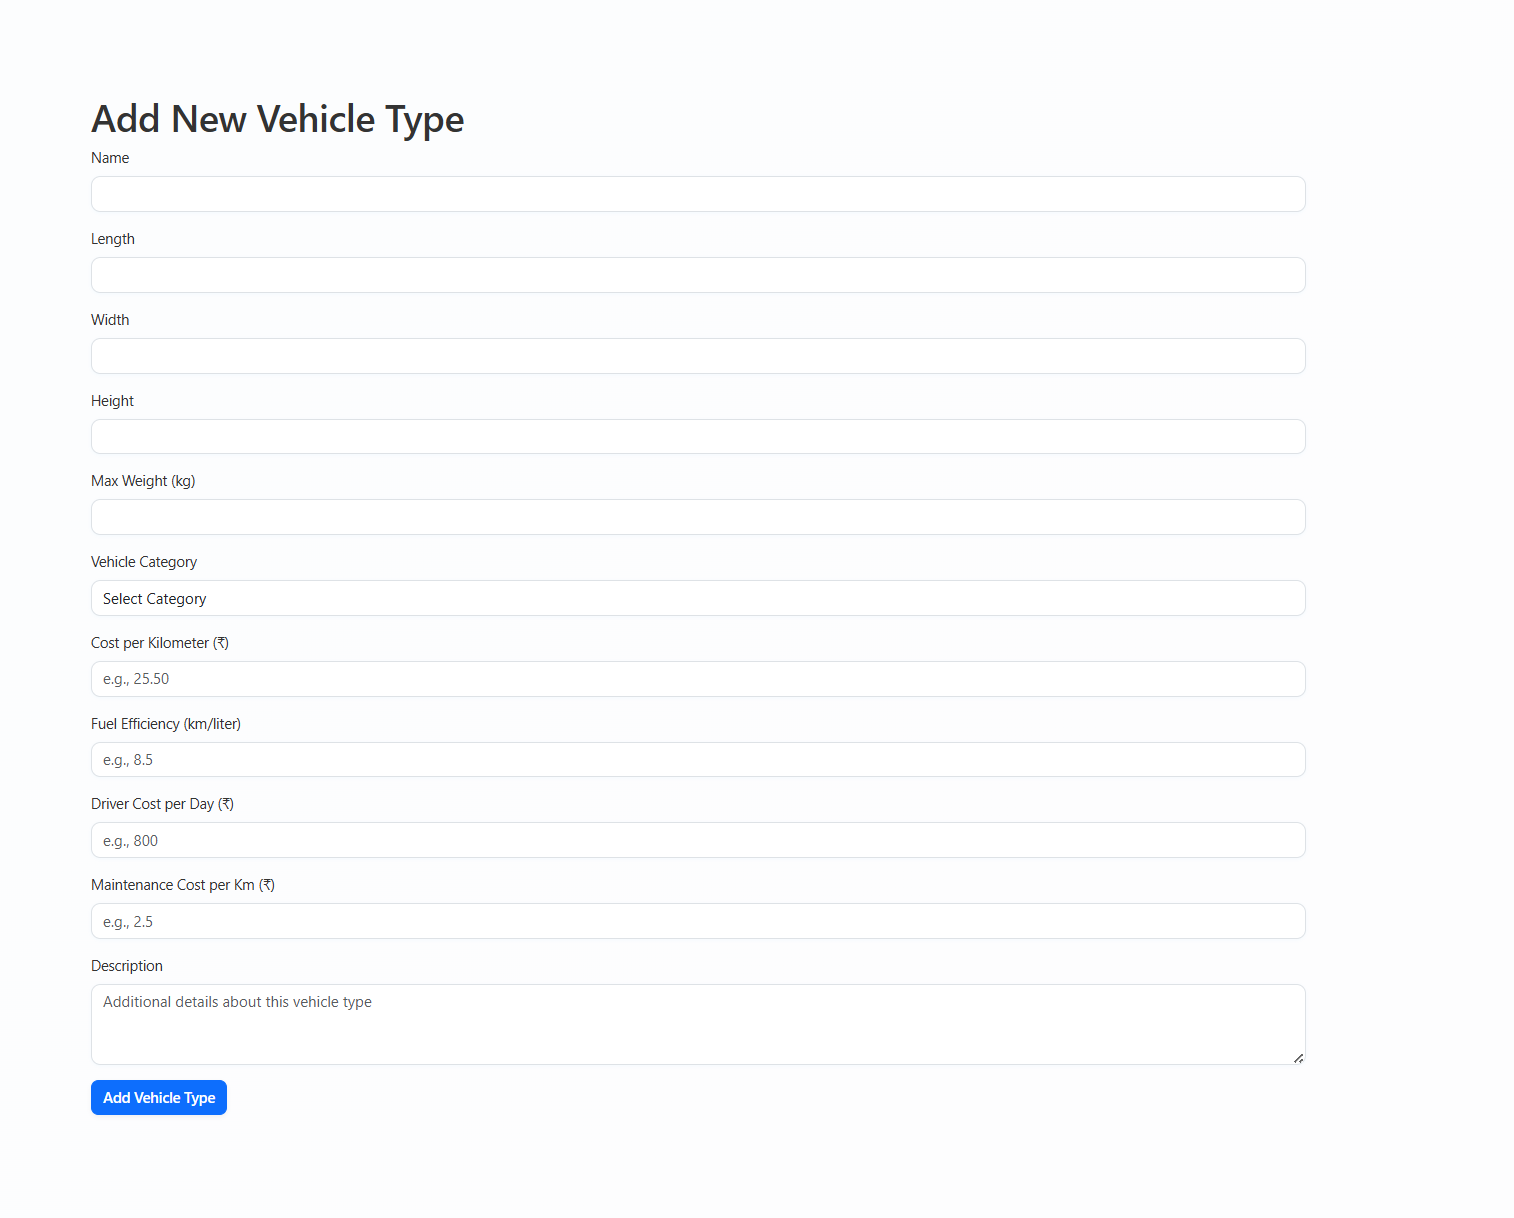 Add New Vehicle Type
Name
Length
Width
Height
Max Weight (kg)
Vehicle Category
Select Category
Cost per Kilometer (₹)
e.g., 25.50
Fuel Efficiency (km/liter)
e.g., 8.5
Driver Cost per Day (₹)
e.g., 800
Maintenance Cost per Km (₹)
e.g., 2.5
Description
Additional details about this vehicle type
Add Vehicle Type